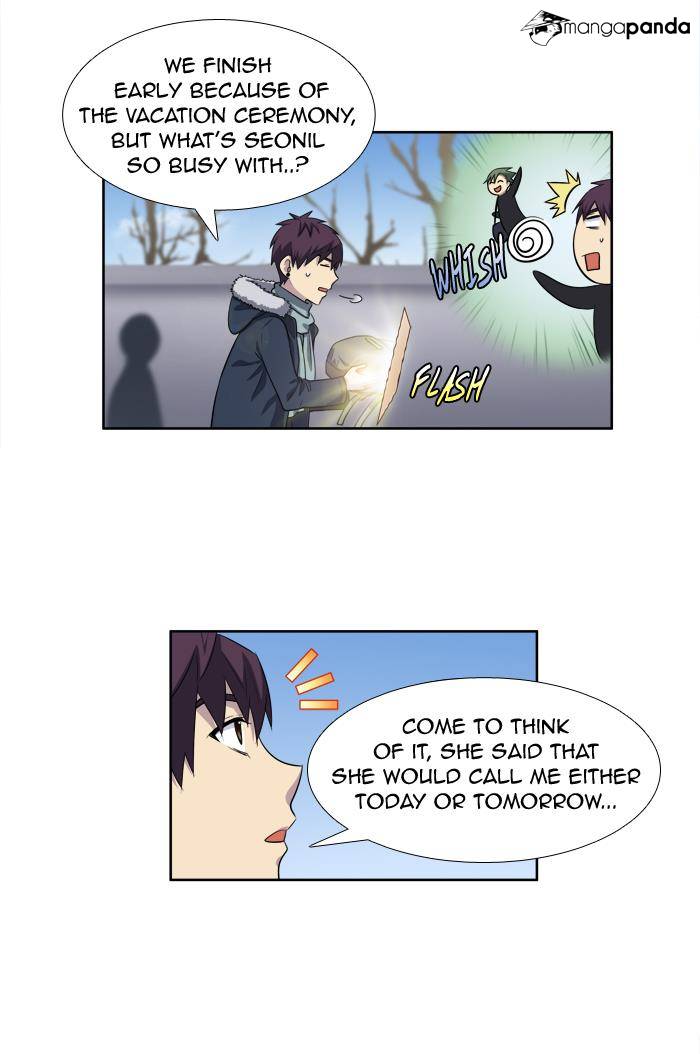 mangapanda
WE FINISH
EARLY BECAUSE OF
THE VACATION CEREMONY,
BUT WHAT'S SEONIL
SO BUSY WITH..?
WHISH
FLASH
COME TO THINK
OF IT, SHE SAID THAT
SHE WOULD CALL ME EITHER
TODAY OR TOMORROW...